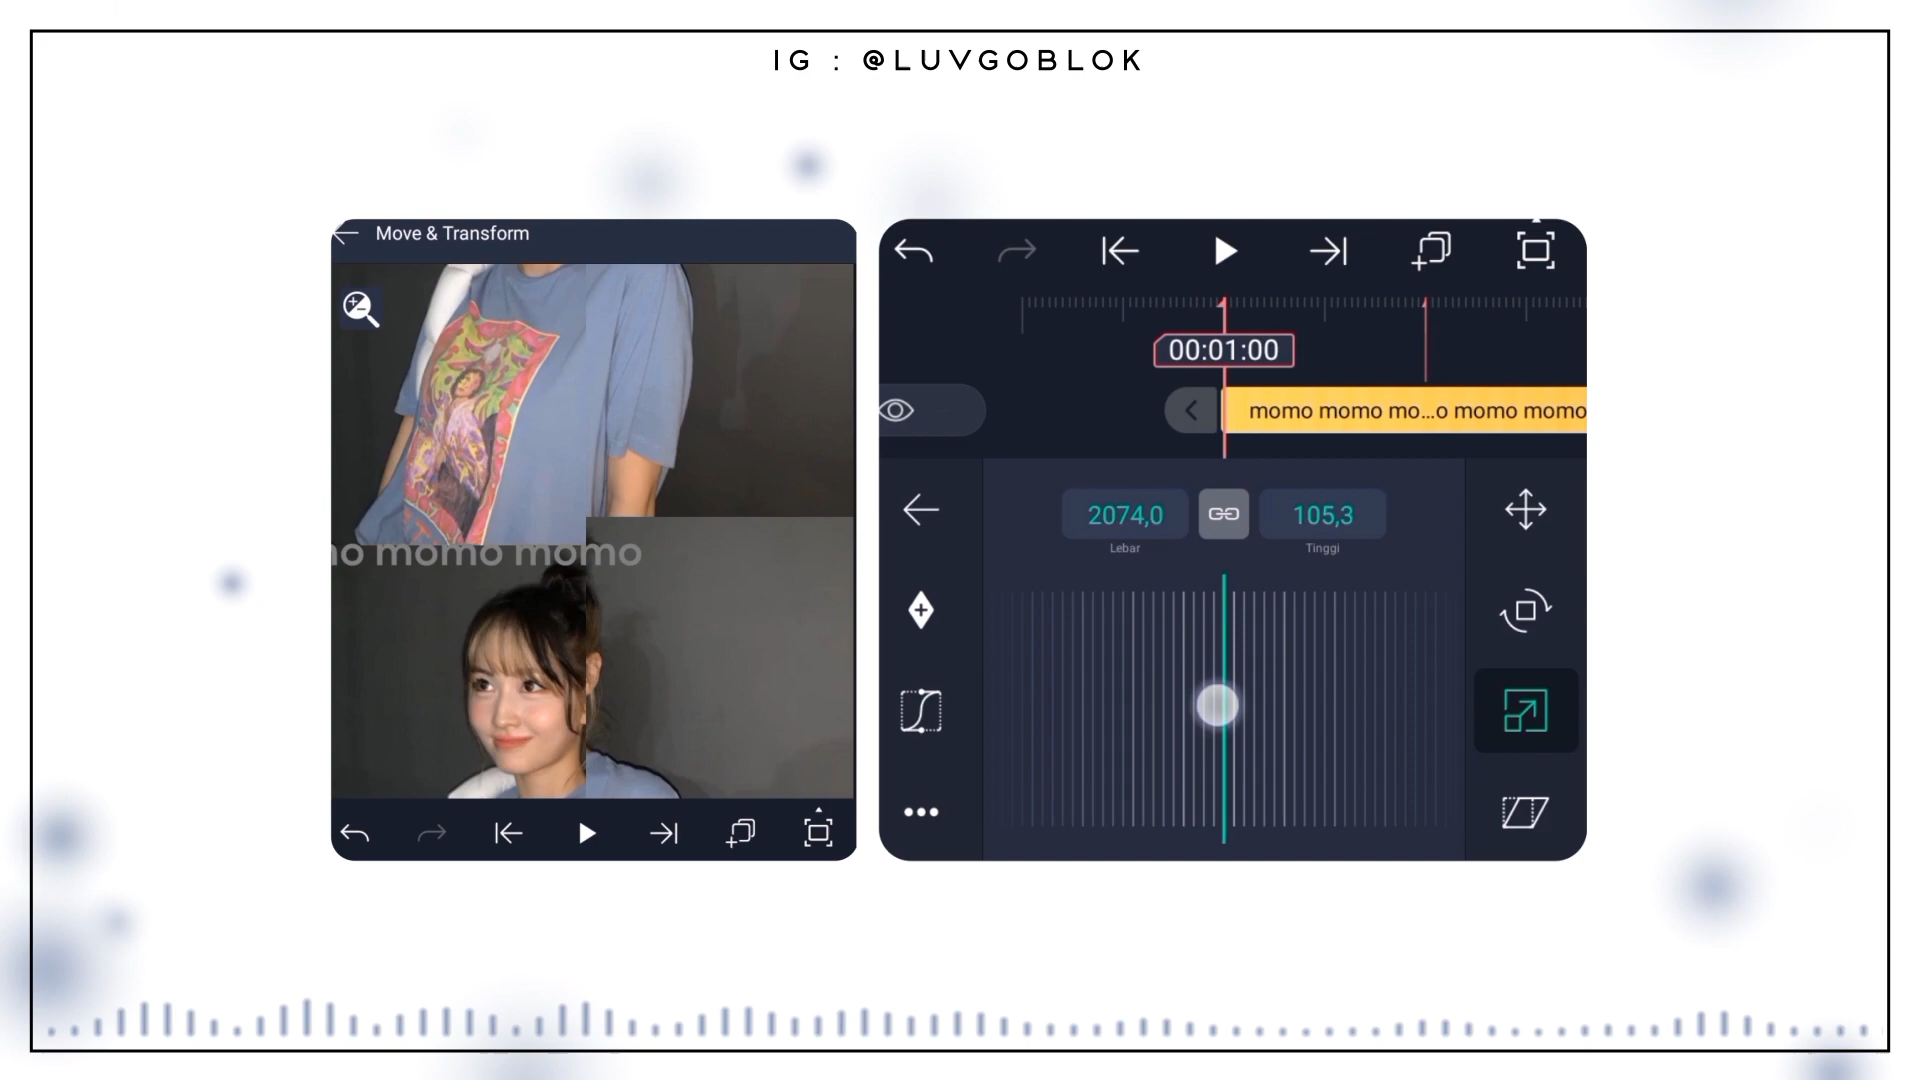 IG : @LUVGOBLOK
Move & Transform
momo momo
00:01:00
momo momo mo...o momo momo
2074,0
105,3
Lebar
Tinggi